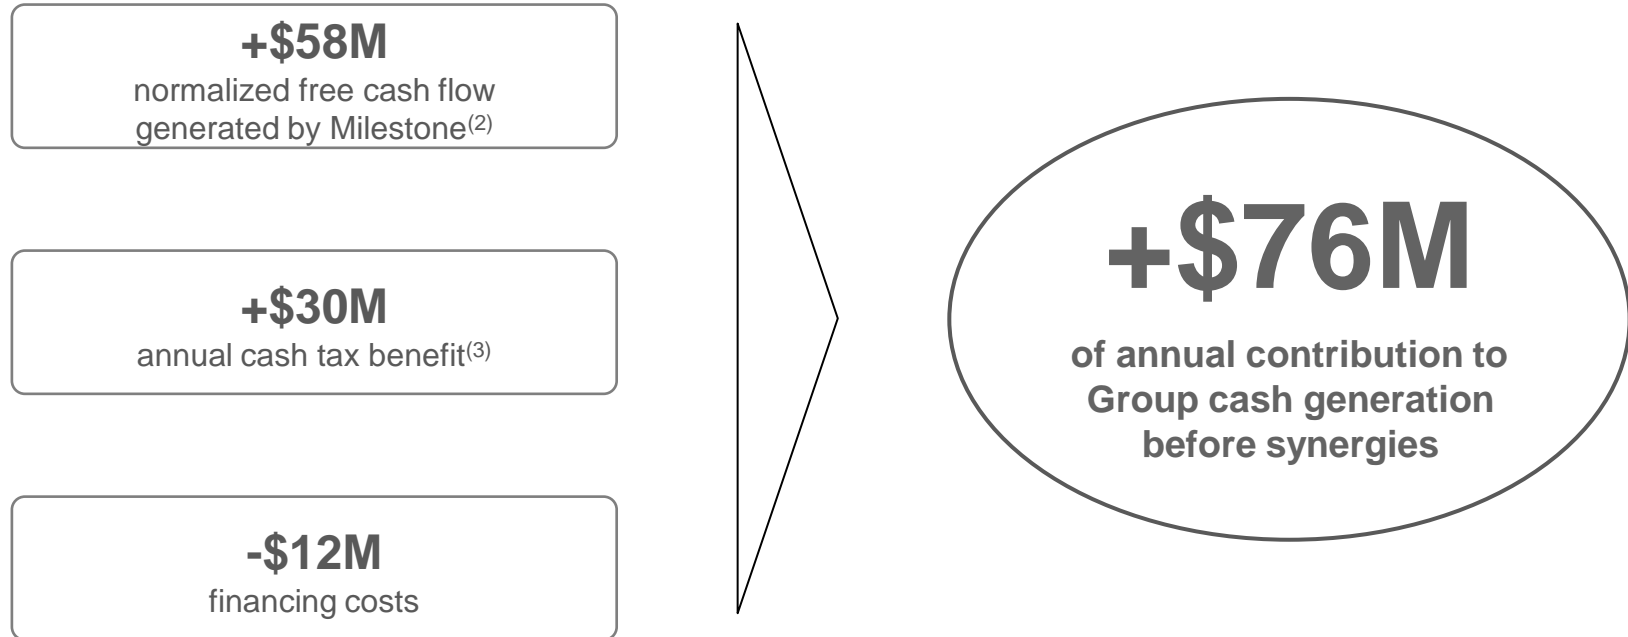 +$58M
normalized free cash flow
generated by Milestone(2)
+$30M
annual cash tax benefit(3)
-$12M
financing costs
+$76M
of annual contribution to
Group cash generation
before synergies